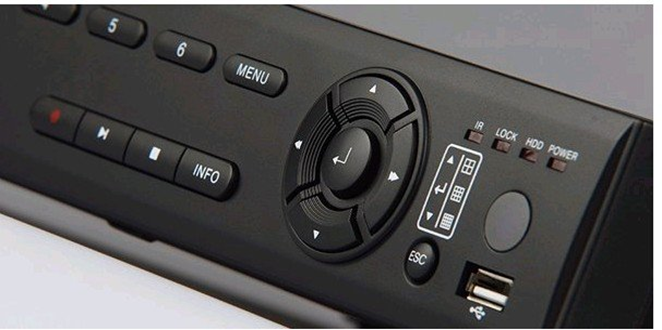 5
6
MENU
INFO
ESC
IR LOCK HDD POWER